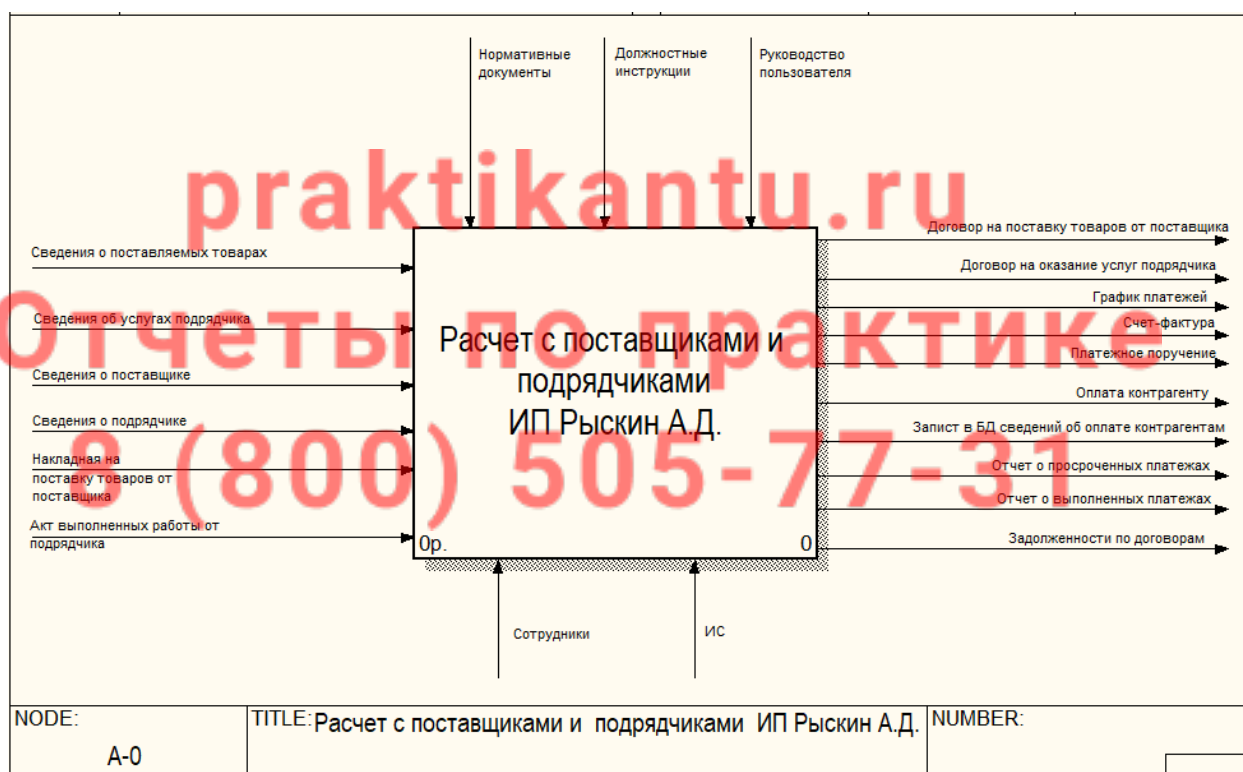 Нормативные
документы
Должностные
инструкции
Руководство
пользователя
praktikantu.ru
Отчеты по практике
8 (800) 505-77-31
Сведения о поставляемых товарах
Сведения об услугах подрядчика
Сведения о поставщике
Сведения о подрядчике
Накладная на
поставку товаров от
поставщика
Акт выполненных работы от
подрядчика
Расчет с поставщиками и
подрядчиками
ИП Рыскин А.Д.
0р.
0
Договор на поставку товаров от поставщика
Договор на оказание услуг подрядчика
График платежей
Счет-фактура
Платежное поручение
Оплата контрагенту
Запист в БД сведений об оплате контрагентам
Отчет о просроченных платежах
Отчет о выполненных платежах
Задолженности по договорам
Сотрудники
ИС
NODE:
A-0
TITLE: Расчет с поставщиками и подрядчиками ИП Рыскин А.Д.
NUMBER: